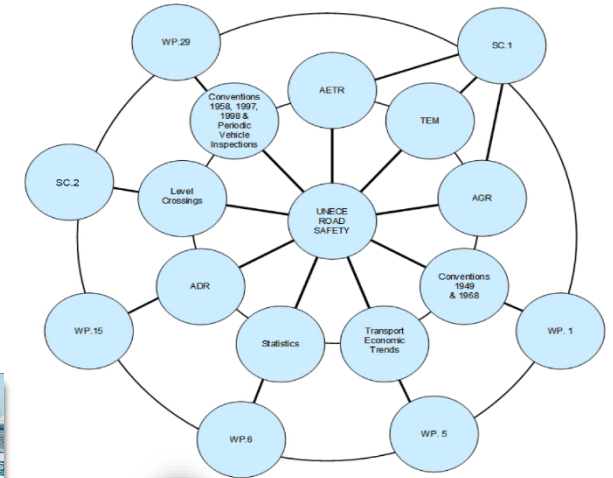 WP.29
SC.1
AETR
Conventions
1958, 1997,
1998 &
Periodic
Vehicle
Inspections
TEM
SC.2
Level
Crossings
AGR
UNECE
ROAD
SAFETY
ADR
Conventions
1949
& 1968
WP.15
Statistics
Transport
Economic
Trends
WP. 1
WP.6
WP. 5